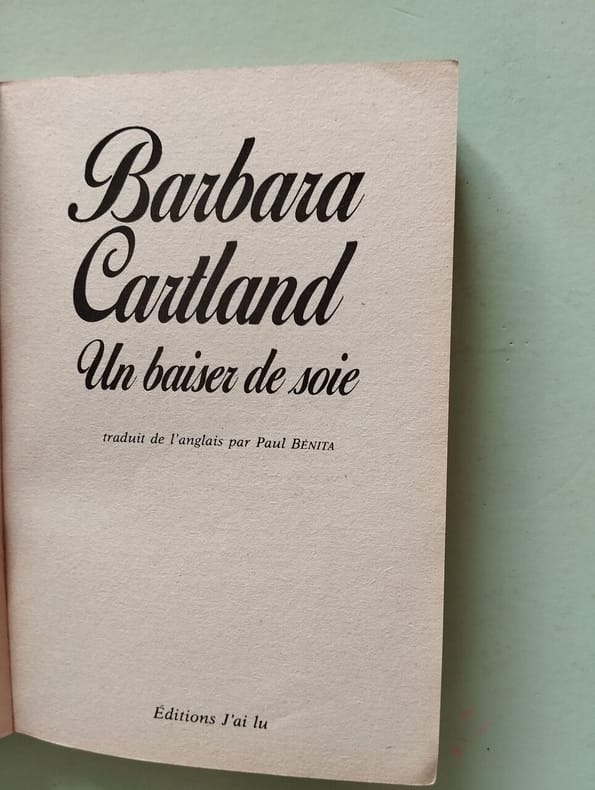 Barbara
Cartland
Un baiser de soie
traduit de l'anglais par Paul BÉNITA
Éditions J'ai lu